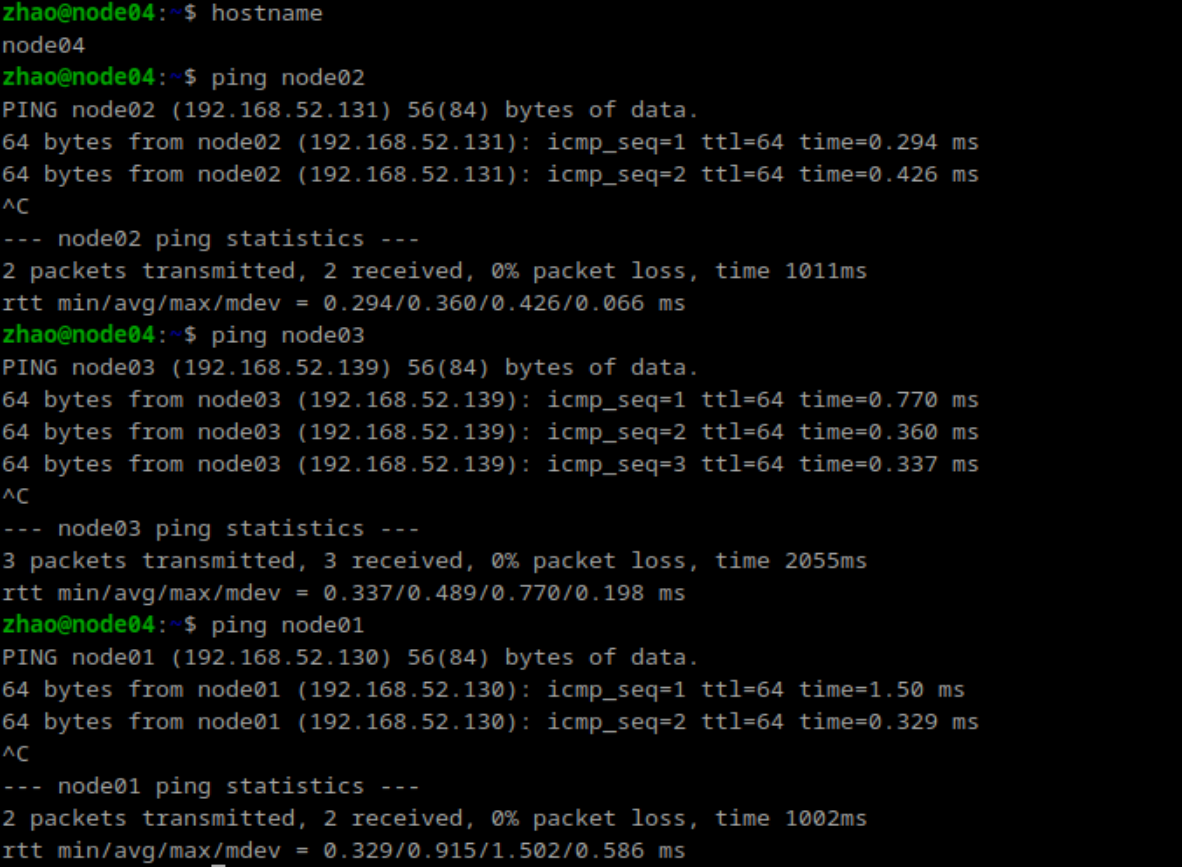 zhao@node04:~$ hostname
node04
zhao@node04:~$ ping node02
PING node02 (192.168.52.131) 56(84) bytes of data.
64 bytes from node02 (192.168.52.131): icmp_seq=1 ttl=64 time=0.294 ms
64 bytes from node02 (192.168.52.131): icmp_seq=2 ttl=64 time=0.426 ms
^C
--- node02 ping statistics ---
2 packets transmitted, 2 received, 0% packet loss, time 1011ms
rtt min/avg/max/mdev = 0.294/0.360/0.426/0.066 ms
zhao@node04:~$ ping node03
PING node03 (192.168.52.139) 56(84) bytes of data.
64 bytes from node03 (192.168.52.139): icmp_seq=1 ttl=64 time=0.770 ms
64 bytes from node03 (192.168.52.139): icmp_seq=2 ttl=64 time=0.360 ms
64 bytes from node03 (192.168.52.139): icmp_seq=3 ttl=64 time=0.337 ms
^C
--- node03 ping statistics ---
3 packets transmitted, 3 received, 0% packet loss, time 2055ms
rtt min/avg/max/mdev = 0.337/0.489/0.770/0.198 ms
zhao@node04:~$ ping node01
PING node01 (192.168.52.130) 56(84) bytes of data.
64 bytes from node01 (192.168.52.130): icmp_seq=1 ttl=64 time=1.50 ms
64 bytes from node01 (192.168.52.130): icmp_seq=2 ttl=64 time=0.329 ms
^C
--- node01 ping statistics ---
2 packets transmitted, 2 received, 0% packet loss, time 1002ms
rtt min/avg/max/mdev = 0.329/0.915/1.502/0.586 ms